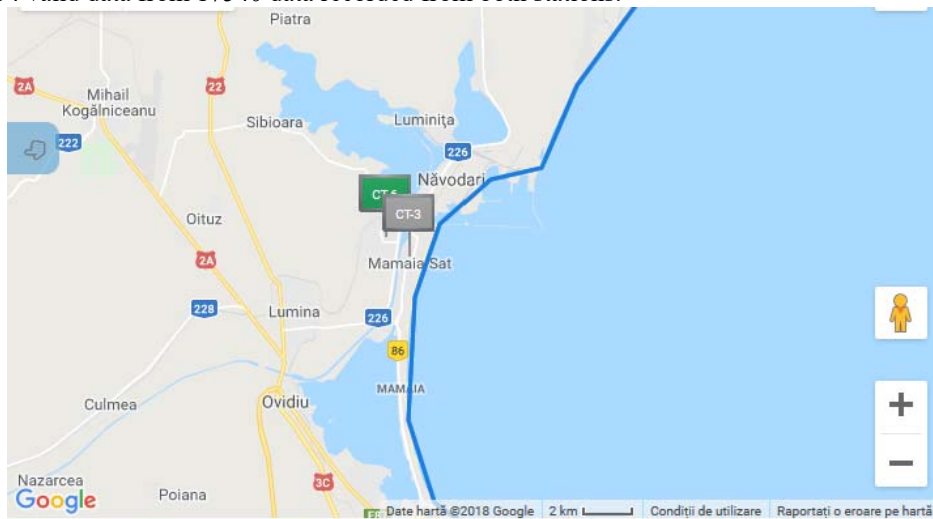 Piatra
2A
22
Mihail
Kogălniceanu
Sibioara
Luminița
222
226
Năvodari
CT-3
Oituz
2A
Mamaia Sat
228
Lumina
226
86
MAMAIA
Culmea
Ovidiu
Nazarcea
3C
Google
Poiana
Date hartă ©2018 Google 2 km Condiții de utilizare Raportați o eroare pe hartă